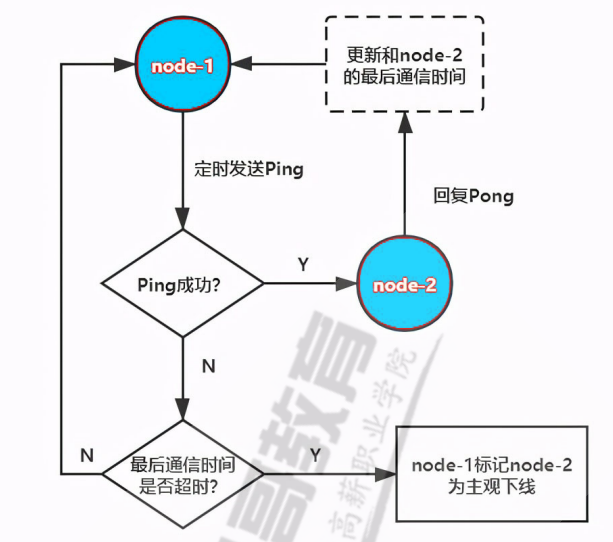 node-1
更新和node-2
的最后通信时间
定时发送Ping
回复Pong
Ping成功?
Y
node-2
N
最后通信时间
是否超时?
N
Y
node-1标记node-2
为主观下线
哥教育
高薪职业学院